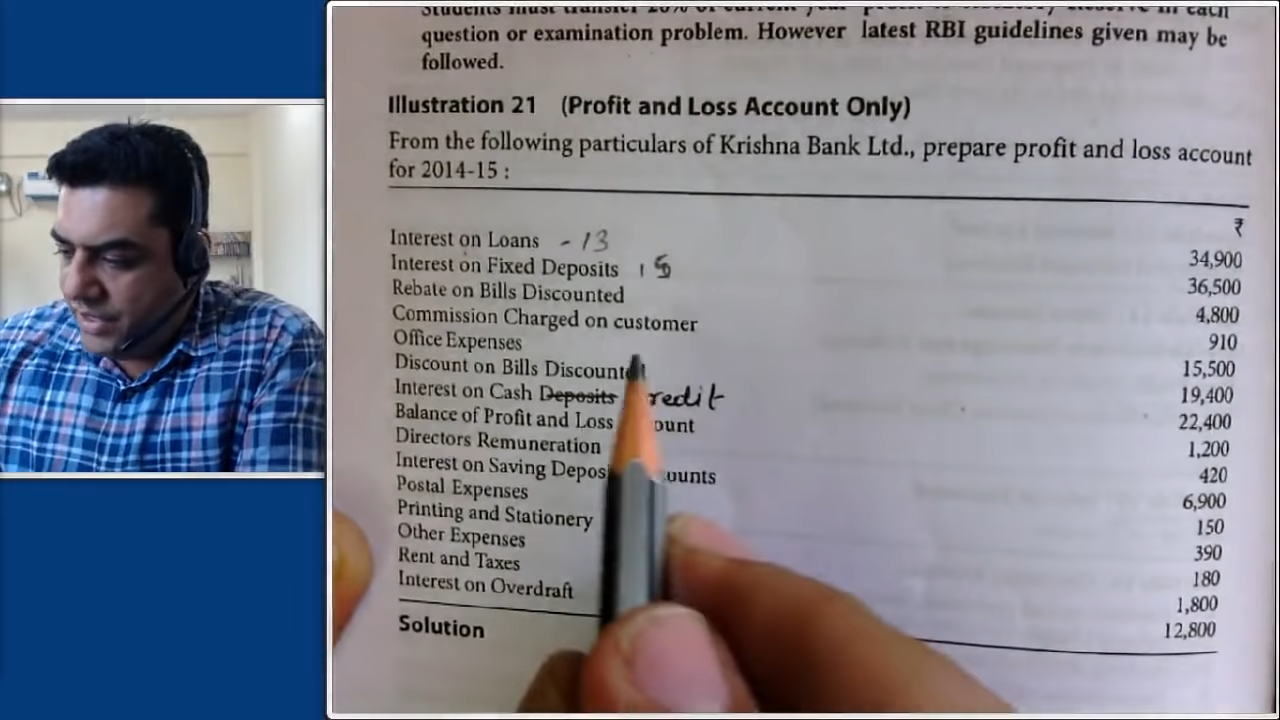 question or examination problem. However latest RBI guidelines given may be
followed.
Illustration 21 (Profit and Loss Account Only)
From the following particulars of Krishna Bank Ltd., prepare profit and loss account
for 2014-15 :
₹
Interest on Loans - 13 34,900
Interest on Fixed Deposits 15 36,500
Rebate on Bills Discounted 4,800
Commission Charged on customer 910
Office Expenses 15,500
Discount on Bills 19,400
Interest on Cash Deposits 22,400
Balance of Profit and Loss 1,200
Directors Remuneration 420
Interest on Saving 6,900
Postal Expenses 150
Printing and Stationery 390
Other Expenses 180
Rent and Taxes 1,800
Interest on Overdraft 12,800
Solution